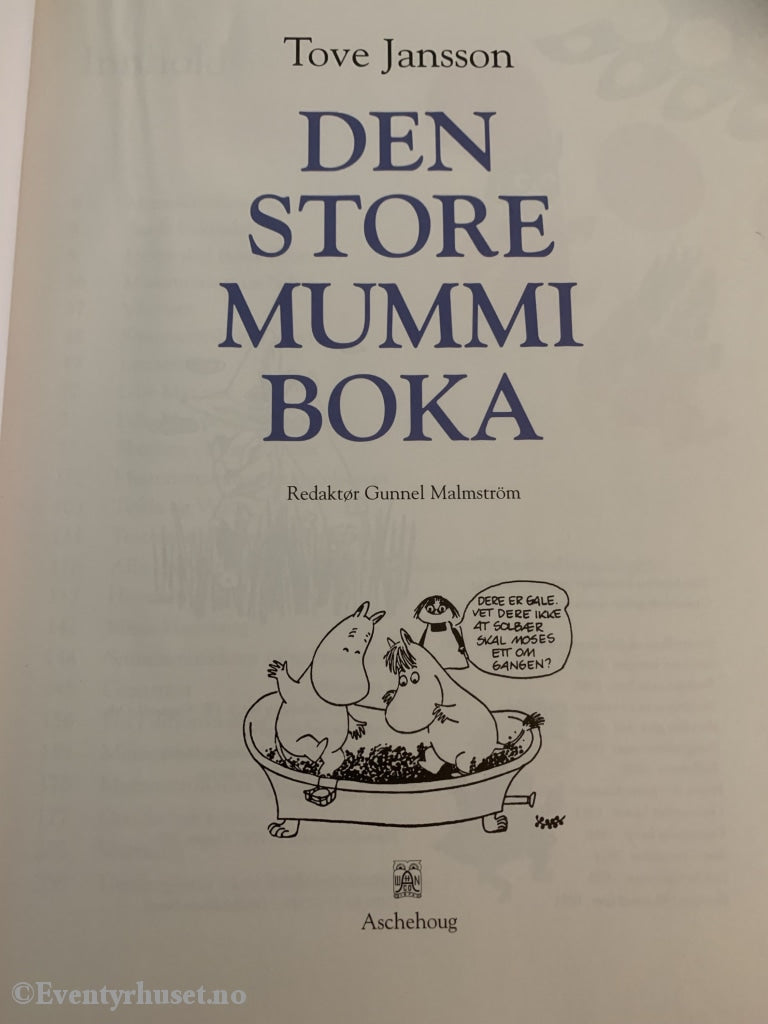 Tove Jansson
DEN
STORE
MUMMI
BOKA
Redaktør Gunnel Malmström
DERE ER GALE.
VET DERE IKKE
AT SOLBÆR
SKAL MOSES
ETT OM
GANGEN?
Aschehoug
©Eventyrhuset.no